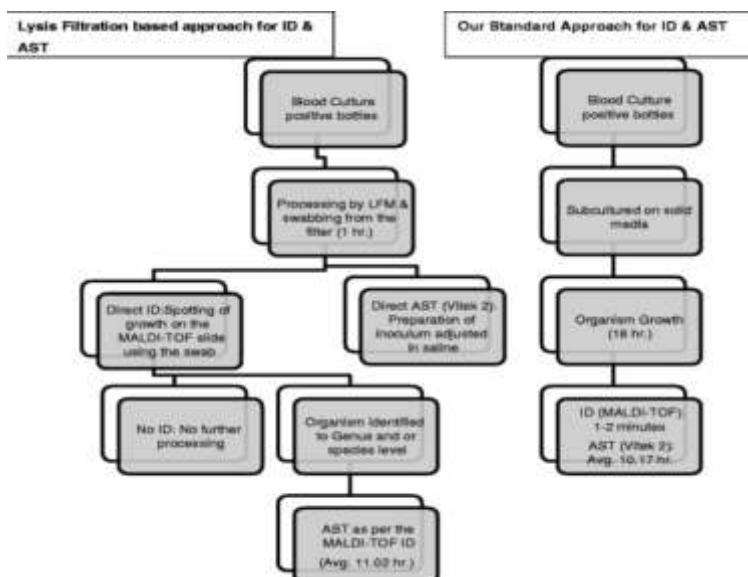 Lysis Filtration based approach for ID &
AST
Our Standard Approach for ID & AST
Blood Culture
positive bottles
Processing by LFM &
swabbing from the
filter (1 hr.)
Direct ID:Spotting of
growth on the
MALDI-TOF slide
using the swab
Direct AST (Vitek 2):
Preparation of
inoculum adjusted
in saline
No ID: No further
processing
Organism Identified
to Genus and or
species level
AST as per the
MALDI-TOF ID
(Avg. 11.02 hr.)
Blood Culture
positive bottles
Subcultured on solid
media
Organism Growth
(18 hr.)
ID (MALDI-TOF):
1-2 minutes
AST (Vitek 2):
Avg. 10.17 hr.